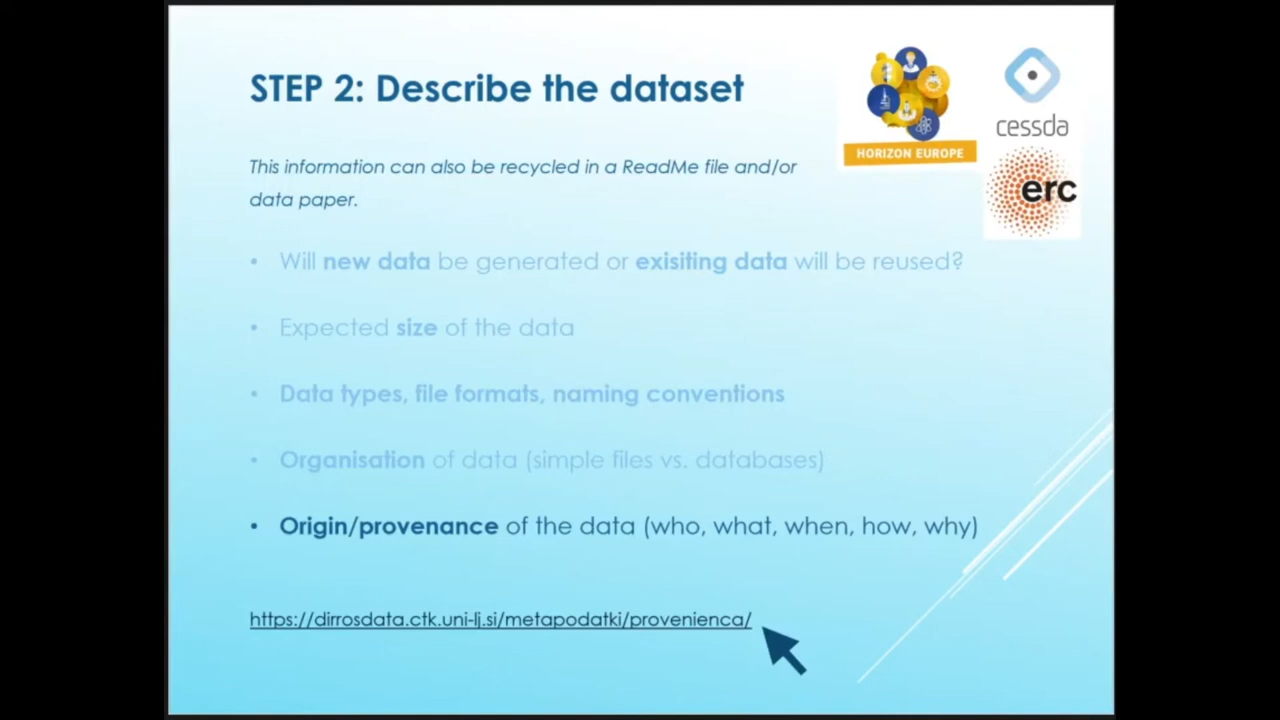 STEP 2: Describe the dataset
HORIZON EUROPE
cessda
erc
This information can also be recycled in a ReadMe file and/or
data paper.
• Will new data be generated or exisiting data will be reused?
• Expected size of the data
• Data types, file formats, naming conventions
• Organisation of data (simple files vs. databases)
• Origin/provenance of the data (who, what, when, how, why)
https://dirrosdata.ctk.uni-lj.si/metapodatki/provenienca/